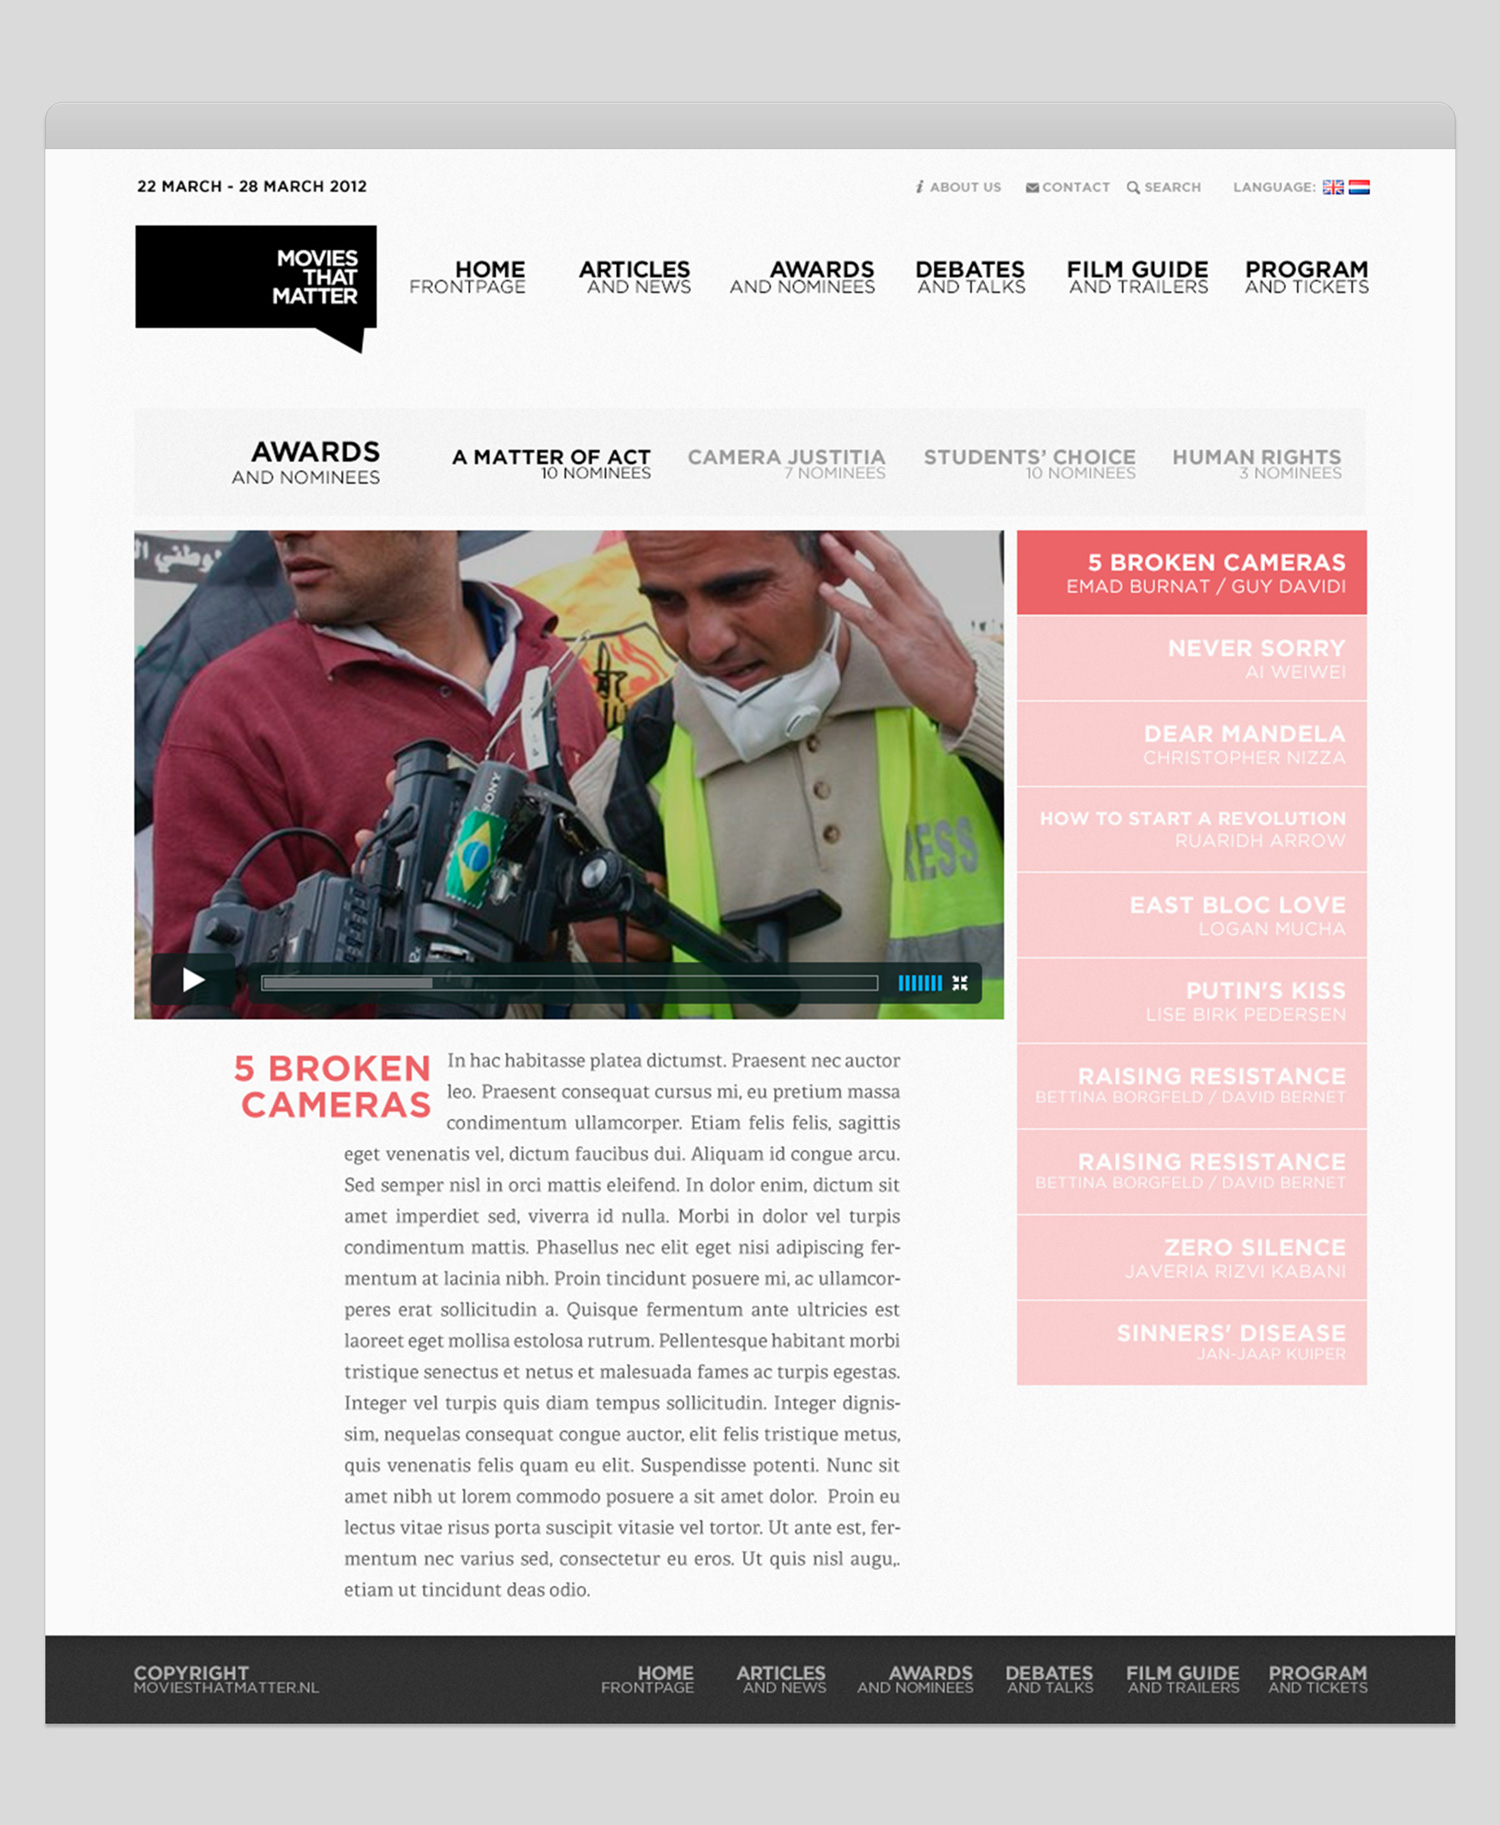 22 MARCH - 28 MARCH 2012
ABOUT US
CONTACT
SEARCH
LANGUAGE:
MOVIES
THAT
MATTER
HOME
FRONTPAGE
ARTICLES
AND NEWS
AWARDS
AND NOMINEES
DEBATES
AND TALKS
FILM GUIDE
AND TRAILERS
PROGRAM
AND TICKETS
AWARDS
AND NOMINEES
A MATTER OF ACT
10 NOMINEES
CAMERA JUSTITIA
7 NOMINEES
STUDENTS' CHOICE
10 NOMINEES
HUMAN RIGHTS
3 NOMINEES
SONY
RESS
5 BROKEN CAMERAS
EMAD BURNAT / GUY DAVIDI
NEVER SORRY
AI WEIWEI
DEAR MANDELA
CHRISTOPHER NIZZA
HOW TO START A REVOLUTION
RUARIDH ARROW
EAST BLOC LOVE
LOGAN MUCHA
PUTIN'S KISS
LISE BIRK PEDERSEN
RAISING RESISTANCE
BETTINA BORGFELD / DAVID BERNET
RAISING RESISTANCE
BETTINA BORGFELD / DAVID BERNET
ZERO SILENCE
JAVERIA RIZVI KABANI
SINNERS' DISEASE
JAN-JAAP KUIPER
5 BROKEN
CAMERAS
In hac habitasse platea dictumst. Praesent nec auctor
leo. Praesent consequat cursus mi, eu pretium massa
condimentum ullamcorper. Etiam felis felis, sagittis
eget venenatis vel, dictum faucibus dui. Aliquam id congue arcu.
Sed semper nisl in orci mattis eleifend. In dolor enim, dictum sit
amet imperdiet sed, viverra id nulla. Morbi in dolor vel turpis
condimentum mattis. Phasellus nec elit eget nisi adipiscing fer-
mentum at lacinia nibh. Proin tincidunt posuere mi, ac ullamcor-
peres erat sollicitudin a. Quisque fermentum ante ultricies est
laoreet eget mollisa estolosa rutrum. Pellentesque habitant morbi
tristique senectus et netus et malesuada fames ac turpis egestas.
Integer vel turpis quis diam tempus sollicitudin. Integer dignis-
sim, nequelas consequat congue auctor, elit felis tristique metus,
quis venenatis felis quam eu elit. Suspendisse potenti. Nunc sit
amet nibh ut lorem commodo posuere a sit amet dolor. Proin eu
lectus vitae risus porta suscipit vitasie vel tortor. Ut ante est, fer-
mentum nec varius sed, consectetur eu eros. Ut quis nisl augu,.
etiam ut tincidunt deas odio.
COPYRIGHT
MOVIESTHATMATTER.NL
HOME
FRONTPAGE
ARTICLES
AND NEWS
AWARDS
AND NOMINEES
DEBATES
AND TALKS
FILM GUIDE
AND TRAILERS
PROGRAM
AND TICKETS